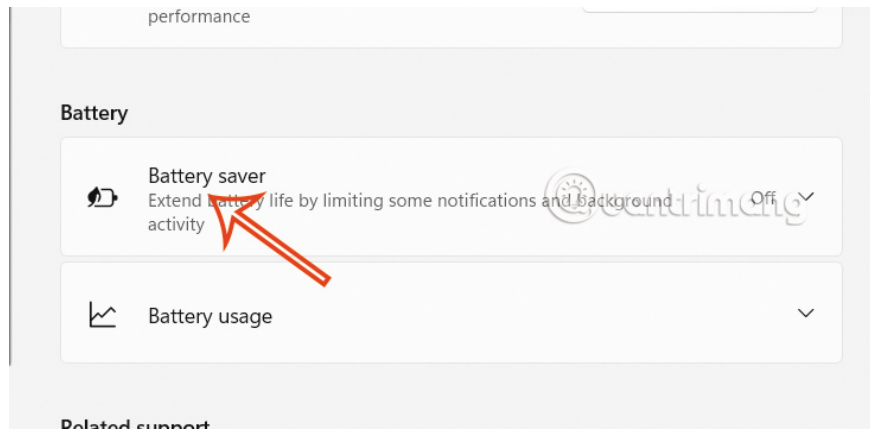 performance
Battery
Battery saver
Extend battery life by limiting some notifications and background
activity
Off
@uantrimang
Battery usage
Related support